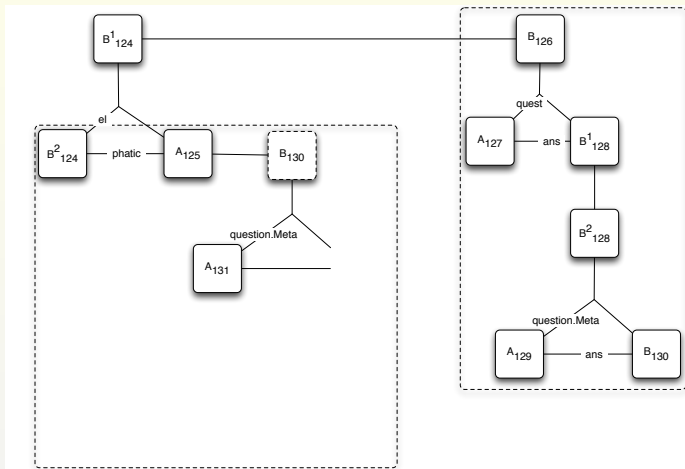 B¹₁₂₄
B₁₂₆
el
quest
B²₁₂₄
phatic
A₁₂₅
B₁₃₀
A₁₂₇
ans
B¹₁₂₈
question.Meta
A₁₃₁
B²₁₂₈
question.Meta
A₁₂₉
ans
B₁₃₀